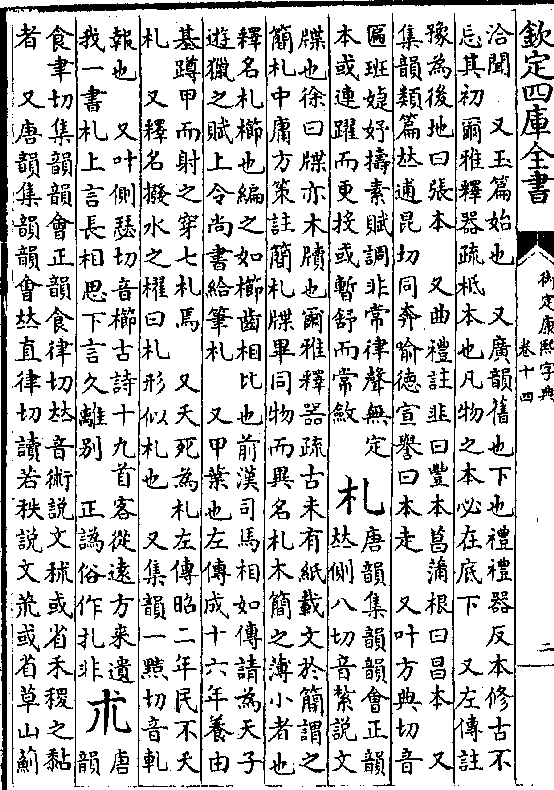 欽定四庫全書
御定康熙字典
卷十四
二
洽聞　又玉篇始也　又廣韻舊也下也禮禮器反本修古不
忘其初爾雅釋器疏柢本也凡物之本必在底下　又左傳註
豫為後地曰張本　又曲禮註韭曰豐本菖蒲根曰昌本　又
集韻類篇𠀤逋昆切同奔喻德宣譽曰本走　又叶方典切音
匾班婕妤擣素賦調非常律聲無定
本或連躍而更投或暫舒而常斂
札
唐韻集韻韻會正韻
𠀤側八切音紮說文
牒也徐曰牒亦木牘也爾雅釋器疏古未有紙載文於簡謂之
簡札中庸方策註簡札牒畢同物而異名札木簡之薄小者也
釋名札櫛也編之如櫛齒相比也前漢司馬相如傳請為天子
遊獵之賦上令尚書給筆札　又甲葉也左傳成十六年養由
基蹲甲而射之穿七札焉　又夭死為札左傳昭二年民不夭
札　又釋名撥水之櫂曰札形似札也　又集韻一黠切音軋
報也　又叶側瑟切音櫛古詩十九首客從遠方来遺
我一書札上言長相思下言久離別　正譌俗作扎非
朮
唐
韻
食聿切集韻韻會正韻食律切𠀤音術說文秫或省禾稷之黏
者　又唐韻集韻韻會𠀤直律切讀若秩說文荗或省草山薊